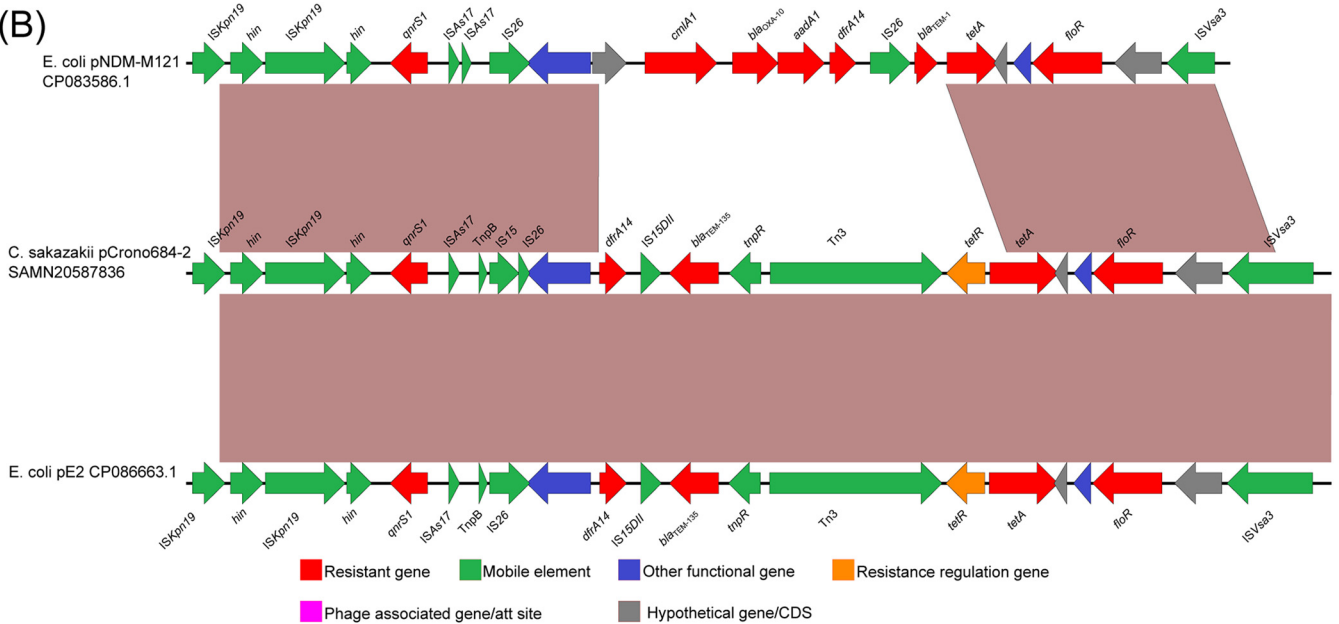 (B)
ISKpn19 hin ISKpn19 hin qnrS1 ISAs17 ISAs17 IS26 cmlA1 blaOXA-10 aadA1 dfrA14 IS26 blaTEM-1 tetA floR ISVsa3
E. coli pNDM-M121
CP083586.1
ISKpn19 hin ISKpn19 hin qnrS1 ISAs17 TnpB IS15 IS26 dfrA14 IS15DII blaTEM-135 tnpR Tn3 tetR tetA floR ISVsa3
C. sakazakii pCrono684-2
SAMN20587836
E. coli pE2 CP086663.1
ISKpn19 hin ISKpn19 hin qnrS1 ISAs17 TnpB IS26 dfrA14 IS15DII blaTEM-135 tnpR Tn3 tetR tetA floR ISVsa3
Resistant gene Mobile element Other functional gene Resistance regulation gene
Phage associated gene/att site Hypothetical gene/CDS